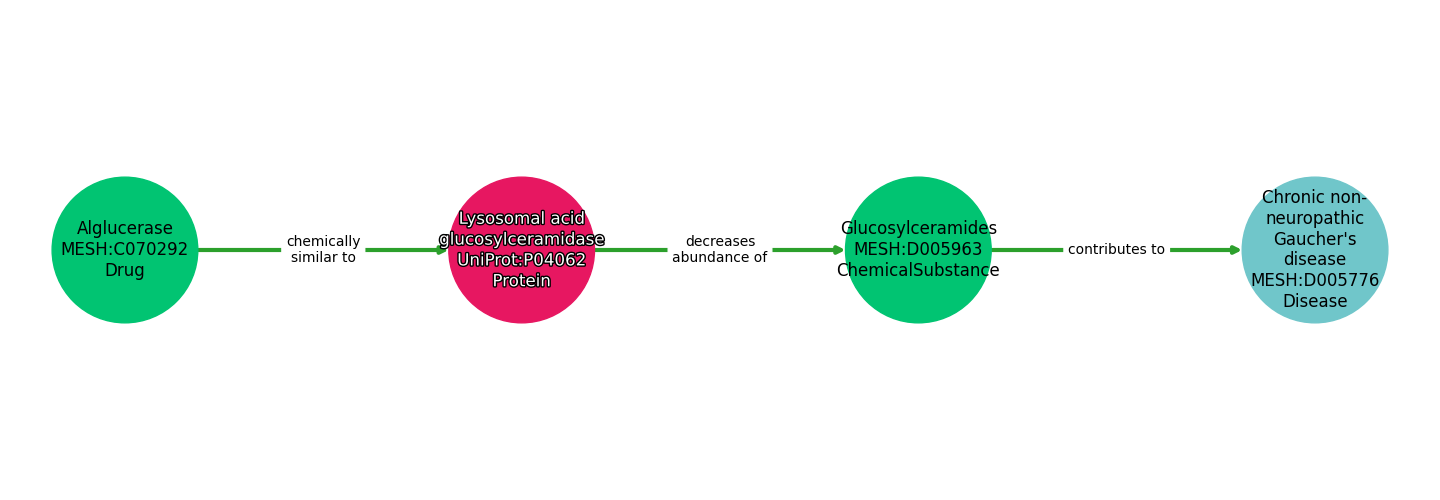 Alglucerase
MESH:C070292
Drug
chemically
similar to
Lysosomal acid
glucosylceramidase
UniProt:P04062
Protein
decreases
abundance of
Glucosylceramides
MESH:D005963
ChemicalSubstance
contributes to
Chronic non-
neuropathic
Gaucher's
disease
MESH:D005776
Disease